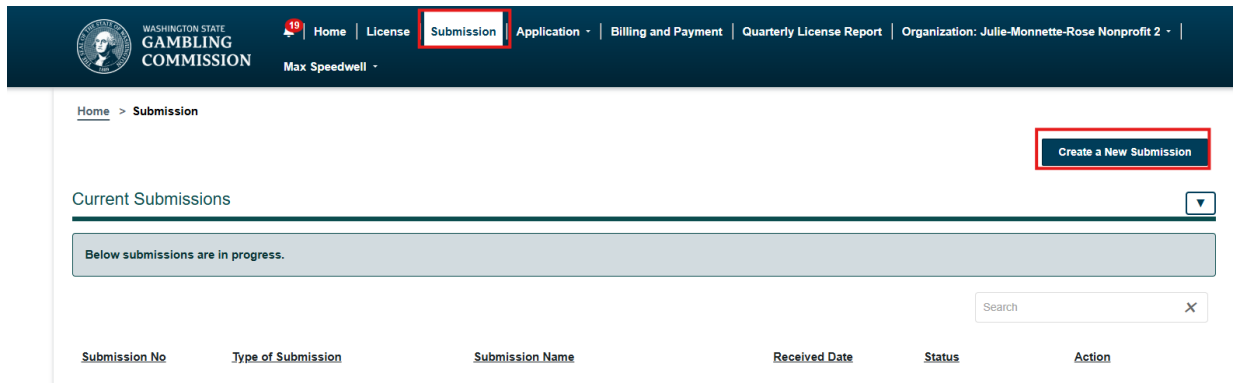 WASHINGTON STATE
GAMBLING
COMMISSION
19
Home | License | Submission | Application | Billing and Payment | Quarterly License Report | Organization: Julie-Monnette-Rose Nonprofit 2
Max Speedwell
Home > Submission
Create a New Submission
Current Submissions
Below submissions are in progress.
Search
Submission No Type of Submission Submission Name Received Date Status Action